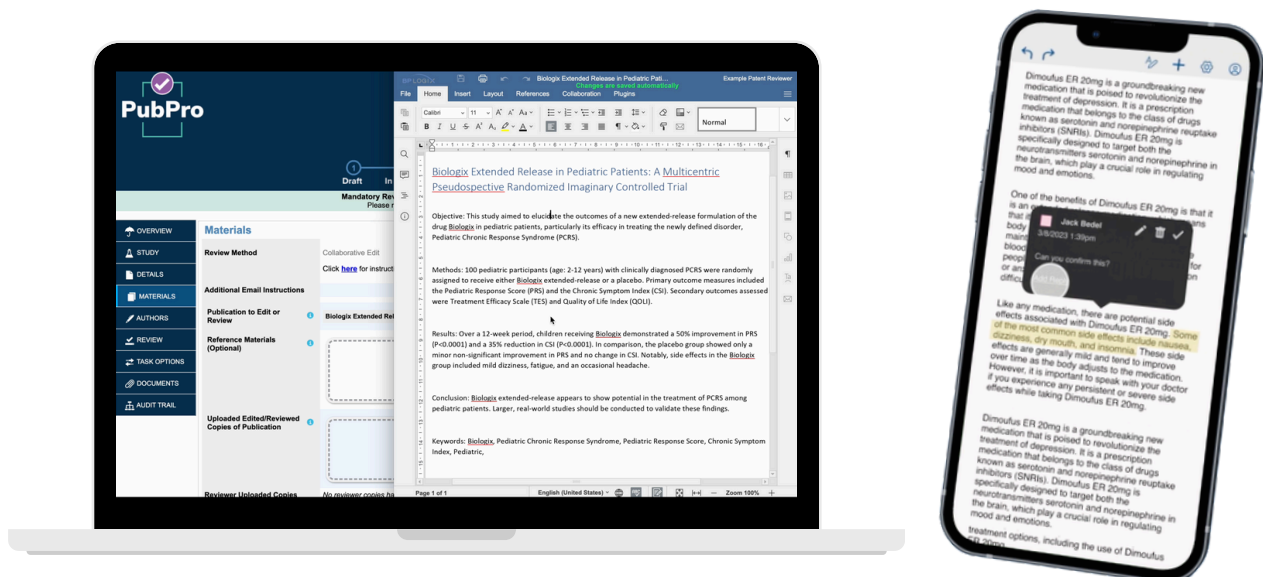 PubPro
1
Draft
In
Mandatory Rev
Please r
OVERVIEW
STUDY
DETAILS
MATERIALS
AUTHORS
REVIEW
TASK OPTIONS
DOCUMENTS
AUDIT TRAIL
Materials
Review Method
Collaborative Edit
Click here for instruct
Additional Email Instructions
Publication to Edit or
Review
Biologix Extended Rel
Reference Materials
(Optional)
Uploaded Edited/Reviewed
Copies of Publication
Reviewer Uploaded Copies
No reviewer copies ha
BPLOGIX
Biologix Extended Release in Pediatric Pati...
Example Patent Reviewer
Changes are saved automatically
File Home Insert Layout References Collaboration Plugins
Calibri 11
Normal
Biologix Extended Release in Pediatric Patients: A Multicentric
Pseudospective Randomized Imaginary Controlled Trial
Objective: This study aimed to elucidate the outcomes of a new extended-release formulation of the
drug Biologix in pediatric patients, particularly its efficacy in treating the newly defined disorder,
Pediatric Chronic Response Syndrome (PCRS).
Methods: 100 pediatric participants (age: 2-12 years) with clinically diagnosed PCRS were randomly
assigned to receive either Biologix extended-release or a placebo. Primary outcome measures included
the Pediatric Response Score (PRS) and the Chronic Symptom Index (CSI). Secondary outcomes assessed
were Treatment Efficacy Scale (TES) and Quality of Life Index (QOLI).
Results: Over a 12-week period, children receiving Biologix demonstrated a 50% improvement in PRS
(P<0.0001) and a 35% reduction in CSI (P<0.0001). In comparison, the placebo group showed only a
minor non-significant improvement in PRS and no change in CSI. Notably, side effects in the Biologix
group included mild dizziness, fatigue, and an occasional headache.
Conclusion: Biologix extended-release appears to show potential in the treatment of PCRS among
pediatric patients. Larger, real-world studies should be conducted to validate these findings.
Keywords: Biologix, Pediatric Chronic Response Syndrome, Pediatric Response Score, Chronic Symptom
Index, Pediatric,
Page 1 of 1
English (United States)
Zoom 100%
Dimoufus ER 20mg is a groundbreaking new
medication that is poised to revolutionize the
treatment of depression. It is a prescription
medication that belongs to the class of drugs
known as serotonin and norepinephrine reuptake
inhibitors (SNRIs). Dimoufus ER 20mg is
specifically designed to target both the
neurotransmitters serotonin and norepinephrine in
the brain, which play a crucial role in regulating
mood and emotions.
One of the benefits of Dimoufus ER 20mg is that it
is an
that it
body
mainta
blood
peopl for
or an
difficu
Jack Bedel
3/8/2023 1:39pm
Can you confirm this?
Add Reply
Like any medication, there are potential side
effects associated with Dimoufus ER 20mg. Some
of the most common side effects include nausea,
dizziness, dry mouth, and insomnia. These side
effects are generally mild and tend to improve
over time as the body adjusts to the medication.
However, it is important to speak with your doctor
if you experience any persistent or severe side
effects while taking Dimoufus ER 20mg.
Dimoufus ER 20mg is a groundbreaking new
medication that is poised to revolutionize the
treatment of depression. It is a prescription
medication that belongs to the class of drugs
known as serotonin and norepinephrine reuptake
inhibitors (SNRIs). Dimoufus ER 20mg is
specifically designed to target both the
neurotransmitters serotonin and norepinephrine in
the brain, which play a crucial role in regulating
mood and emotions.
treatment options, including the use of Dimoufus
ER 20mg